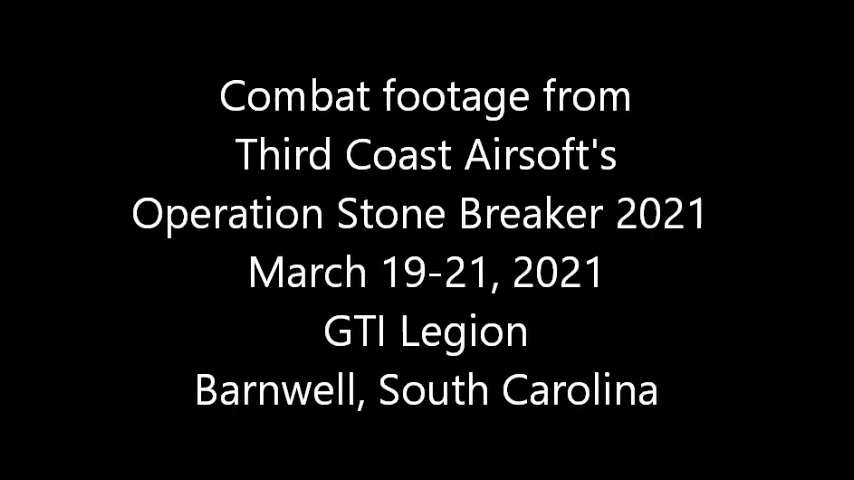 Combat footage from
Third Coast Airsoft's
Operation Stone Breaker 2021
March 19-21, 2021
GTI Legion
Barnwell, South Carolina